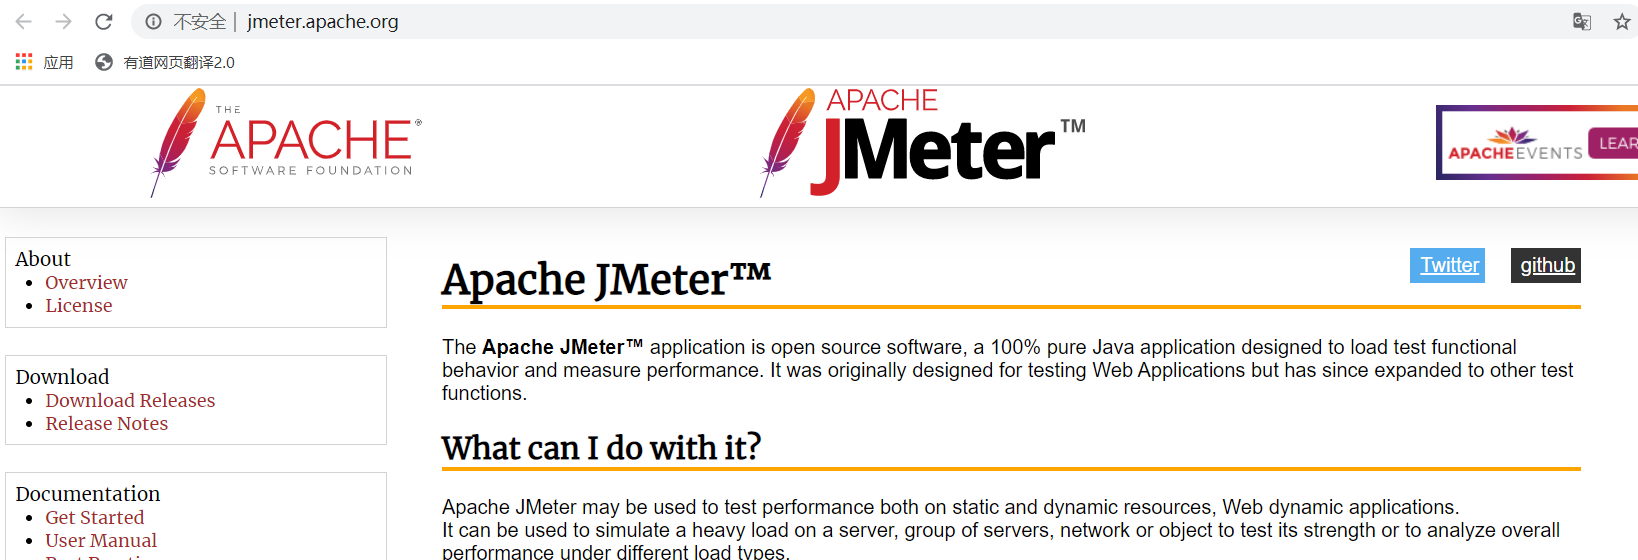 不安全 | jmeter.apache.org
应用 有道网页翻译2.0
THE
APACHE®
SOFTWARE FOUNDATION
APACHE
JMeter™
APACHEEVENTS
LEAR
About
Overview
License
Download
Download Releases
Release Notes
Documentation
Get Started
User Manual
Apache JMeter™
Twitter
github
The Apache JMeter™ application is open source software, a 100% pure Java application designed to load test functional
behavior and measure performance. It was originally designed for testing Web Applications but has since expanded to other test
functions.
What can I do with it?
Apache JMeter may be used to test performance both on static and dynamic resources, Web dynamic applications.
It can be used to simulate a heavy load on a server, group of servers, network or object to test its strength or to analyze overall
performance under different load types.